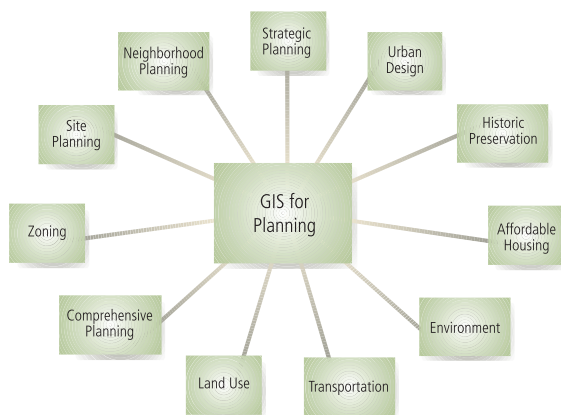 Strategic
Planning
Neighborhood
Planning
Urban
Design
Site
Planning
Historic
Preservation
GIS for
Planning
Zoning
Affordable
Housing
Comprehensive
Planning
Environment
Land Use
Transportation